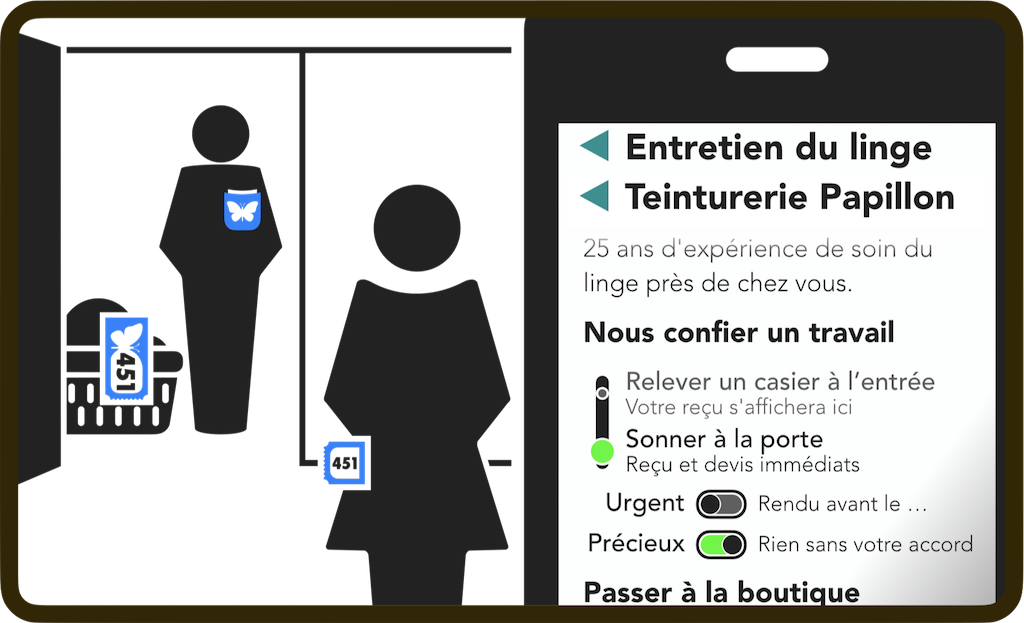 451
451
Entretien du linge
Teinturerie Papillon
25 ans d'expérience de soin du
linge près de chez vous.
Nous confier un travail
Relever un casier à l’entrée
Votre reçu s'affichera ici
Sonner à la porte
Reçu et devis immédiats
Urgent Rendu avant le …
Précieux Rien sans votre accord
Passer à la boutique